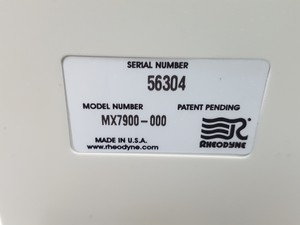 SERIAL NUMBER
56304
MODEL NUMBER
PATENT PENDING
MX7900-000
MADE IN U.S.A.
www.rheodyne.com
RHEODYNE